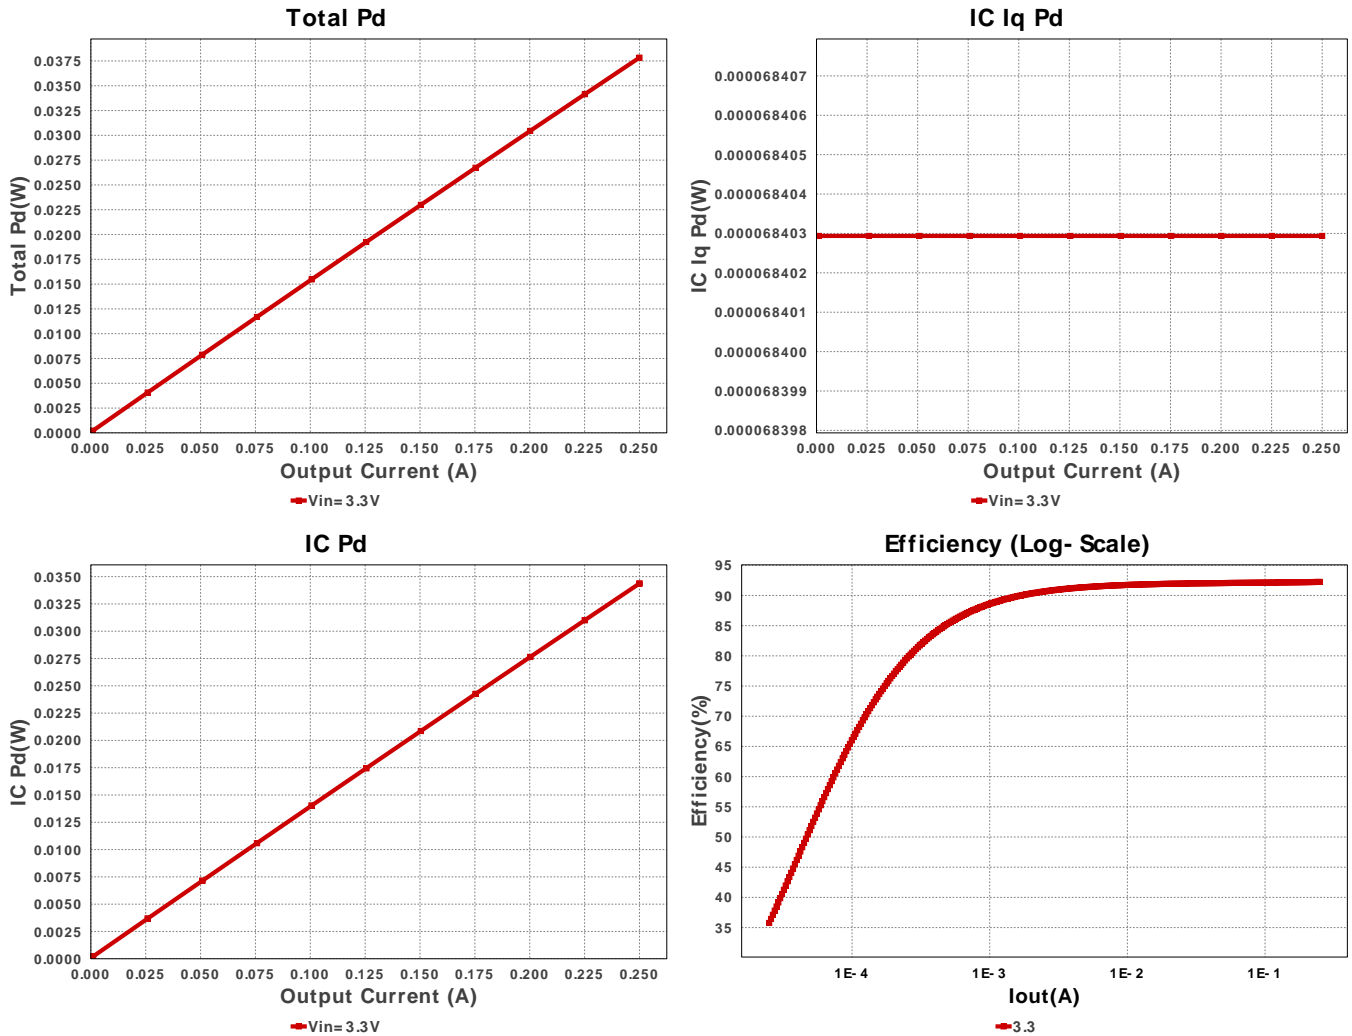 Total Pd
Total Pd(W)
0.0375
0.0350
0.0325
0.0300
0.0275
0.0250
0.0225
0.0200
0.0175
0.0150
0.0125
0.0100
0.0075
0.0050
0.0025
0.0000
0.000 0.025 0.050 0.075 0.100 0.125 0.150 0.175 0.200 0.225 0.250
Output Current (A)
Vin=3.3V
IC Iq Pd
IC Iq Pd(W)
0.000068407
0.000068406
0.000068405
0.000068404
0.000068403
0.000068402
0.000068401
0.000068400
0.000068399
0.000068398
0.000 0.025 0.050 0.075 0.100 0.125 0.150 0.175 0.200 0.225 0.250
Output Current (A)
Vin=3.3V
IC Pd
IC Pd(W)
0.0350
0.0325
0.0300
0.0275
0.0250
0.0225
0.0200
0.0175
0.0150
0.0125
0.0100
0.0075
0.0050
0.0025
0.0000
0.000 0.025 0.050 0.075 0.100 0.125 0.150 0.175 0.200 0.225 0.250
Output Current (A)
Vin=3.3V
Efficiency (Log-Scale)
Efficiency(%)
95
90
85
80
75
70
65
60
55
50
45
40
35
1E-4 1E-3 1E-2 1E-1
Iout(A)
3.3